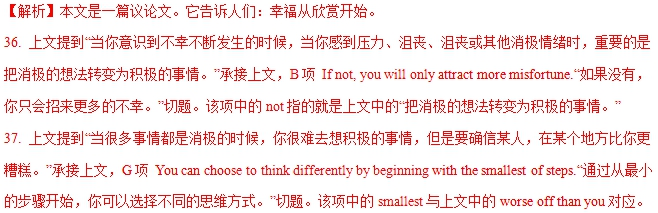 【解析】本文是一篇议论文。它告诉人们：幸福从欣赏开始。
36. 上文提到“当你意识到不幸不断发生的时候，当你感到压力、沮丧、沮丧或其他消极情绪时，重要的是
把消极的想法转变为积极的事情。”承接上文，B项 If not, you will only attract more misfortune.“如果没有，
你只会招来更多的不幸。”切题。该项中的 not 指的就是上文中的“把消极的想法转变为积极的事情。”
37. 上文提到“当很多事情都是消极的时候，你很难去想积极的事情，但是要确信某人，在某个地方比你更
糟糕。”承接上文，G项 You can choose to think differently by beginning with the smallest of steps.“通过从最小
的步骤开始，你可以选择不同的思维方式。”切题。该项中的 smallest 与上文中的 worse off than you 对应。